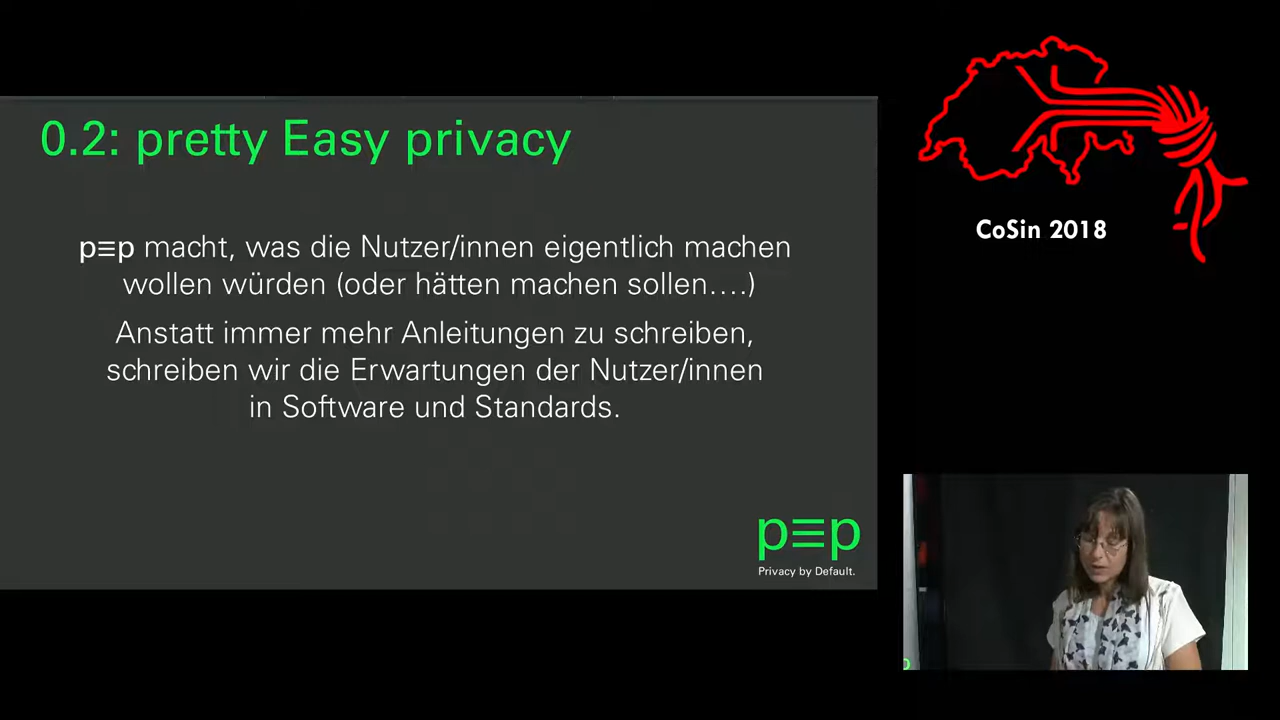 0.2: pretty Easy privacy
p≡p macht, was die Nutzer/innen eigentlich machen
wollen würden (oder hätten machen sollen....)
Anstatt immer mehr Anleitungen zu schreiben,
schreiben wir die Erwartungen der Nutzer/innen
in Software und Standards.
p≡p
Privacy by Default.
CoSin 2018